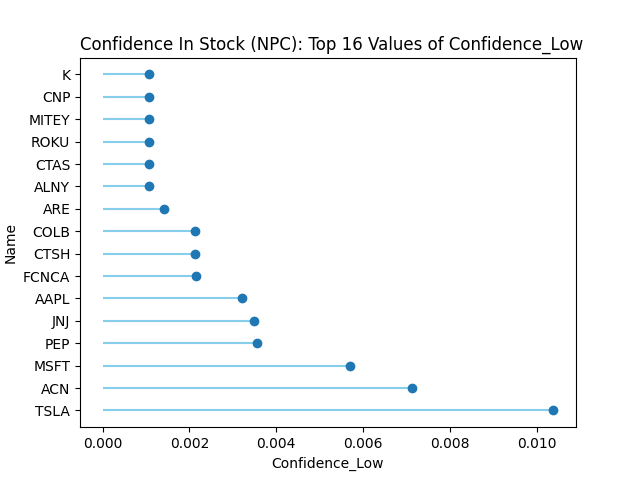 Confidence In Stock (NPC): Top 16 Values of Confidence_Low
Name
K
CNP
MITEY
ROKU
CTAS
ALNY
ARE
COLB
CTSH
FCNCA
AAPL
JNJ
PEP
MSFT
ACN
TSLA
0.000 0.002 0.004 0.006 0.008 0.010
Confidence_Low